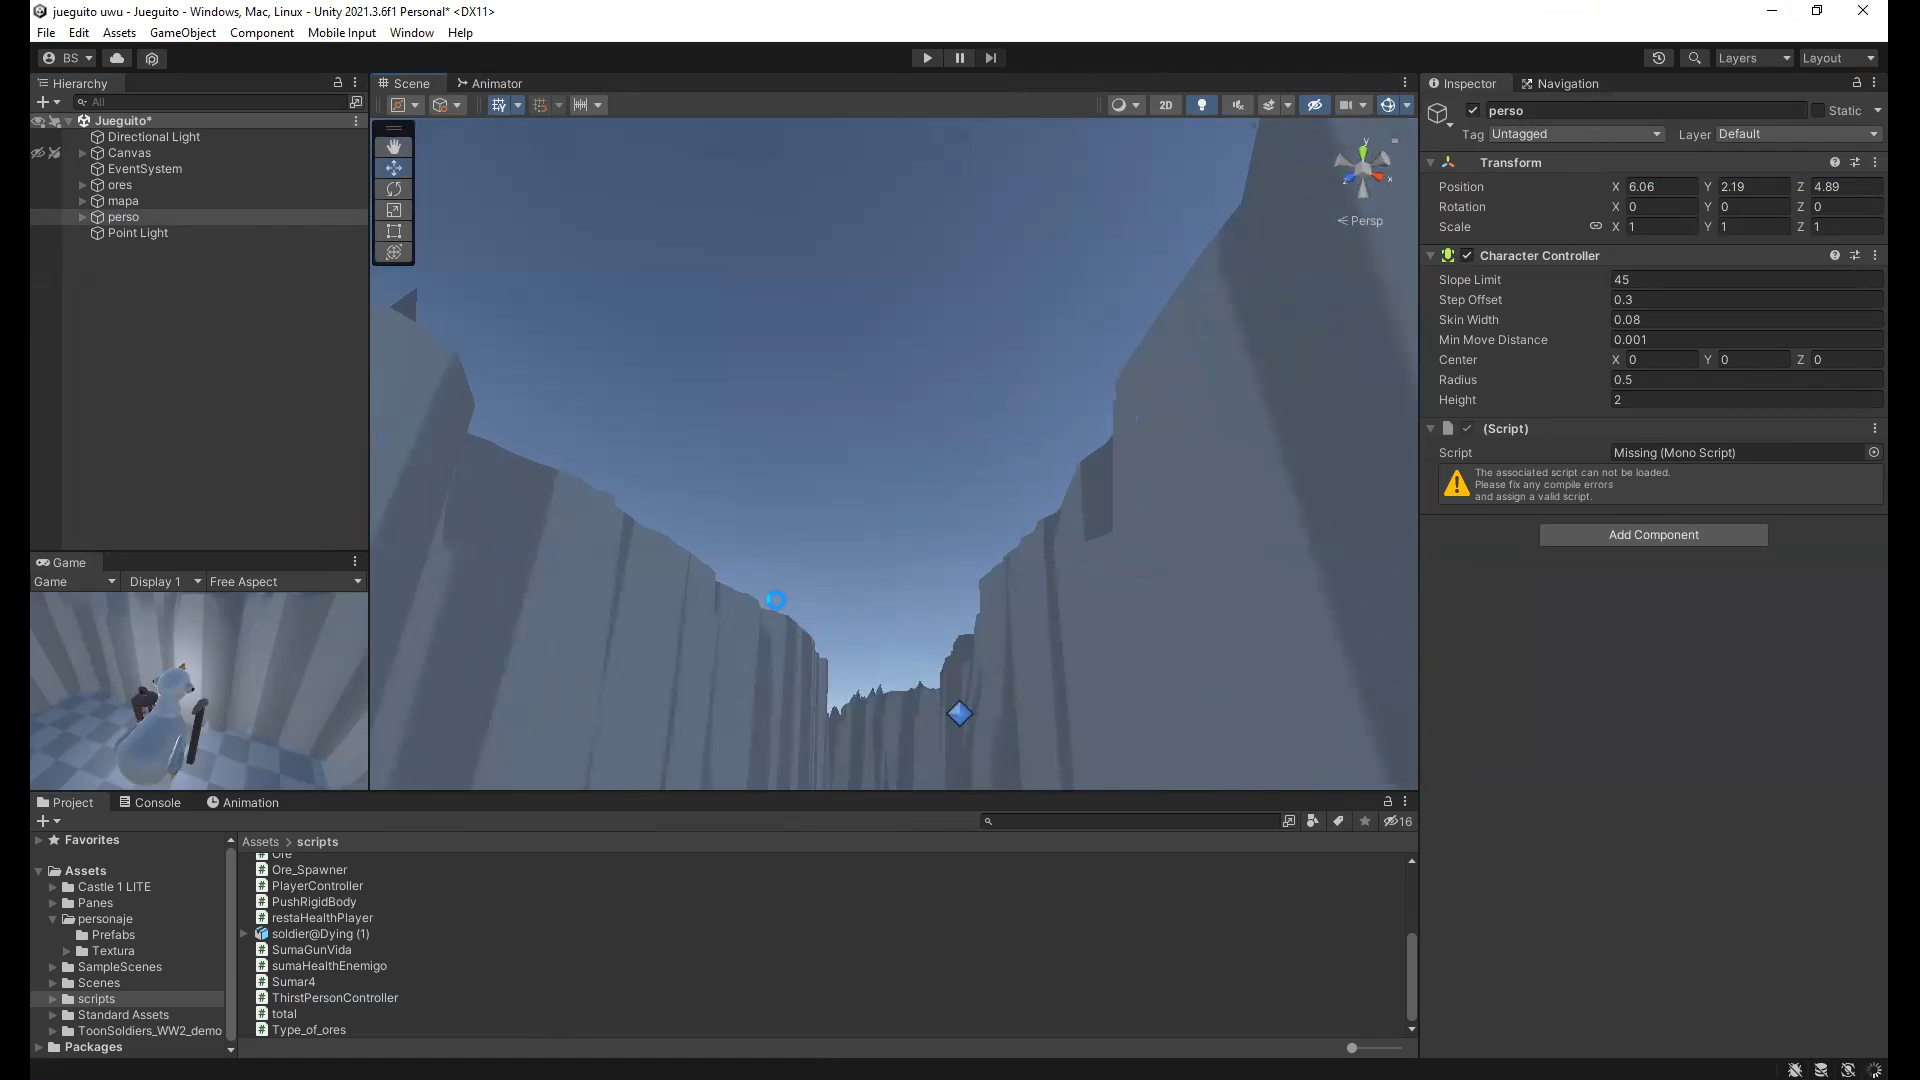 jueguito uwu - Jueguito - Windows, Mac, Linux - Unity 2021.3.6f1 Personal* <DX11>
File Edit Assets GameObject Component Mobile Input Window Help
BS Layers Layout
Hierarchy
All
Jueguito*
Directional Light
Canvas
EventSystem
ores
mapa
perso
Point Light
Scene Animator
2D
y
x
z
Persp
Game
Game Display 1 Free Aspect
Inspector Navigation
perso Static
Tag Untagged Layer Default
Transform
Position X 6.06 Y 2.19 Z 4.89
Rotation X 0 Y 0 Z 0
Scale X 1 Y 1 Z 1
Character Controller
Slope Limit 45
Step Offset 0.3
Skin Width 0.08
Min Move Distance 0.001
Center X 0 Y 0 Z 0
Radius 0.5
Height 2
(Script)
Script Missing (Mono Script)
The associated script can not be loaded.
Please fix any compile errors
and assign a valid script.
Add Component
Project Console Animation
16
Favorites
Assets
Castle 1 LITE
Panes
personaje
Prefabs
Textura
SampleScenes
Scenes
scripts
Standard Assets
ToonSoldiers_WW2_demo
Packages
Assets > scripts
Ore
Ore_Spawner
PlayerController
PushRigidBody
restaHealthPlayer
soldier@Dying (1)
SumaGunVida
sumaHealthEnemigo
Sumar4
ThirstPersonController
total
Type_of_ores